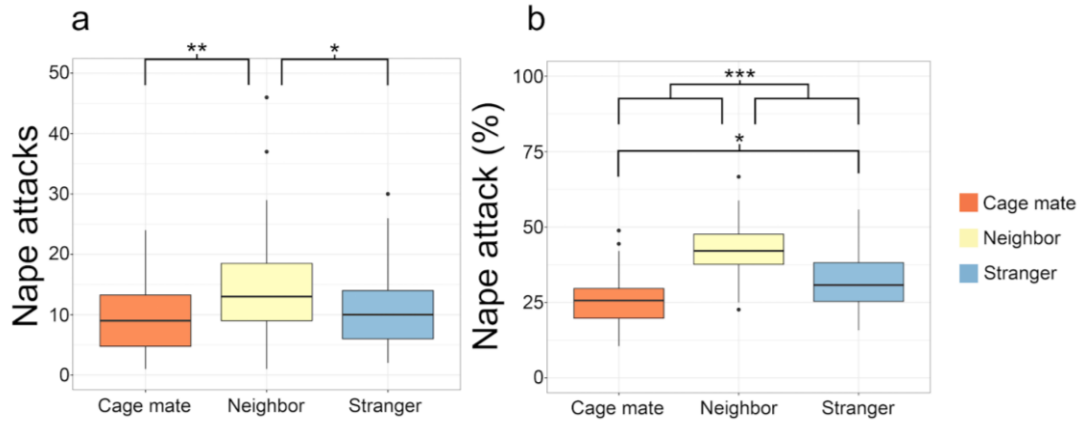 a
**
*
Nape attacks
50
40
30
20
10
0
Cage mate Neighbor Stranger
b
***
*
Nape attack (%)
100
75
50
25
0
Cage mate Neighbor Stranger
Cage mate
Neighbor
Stranger